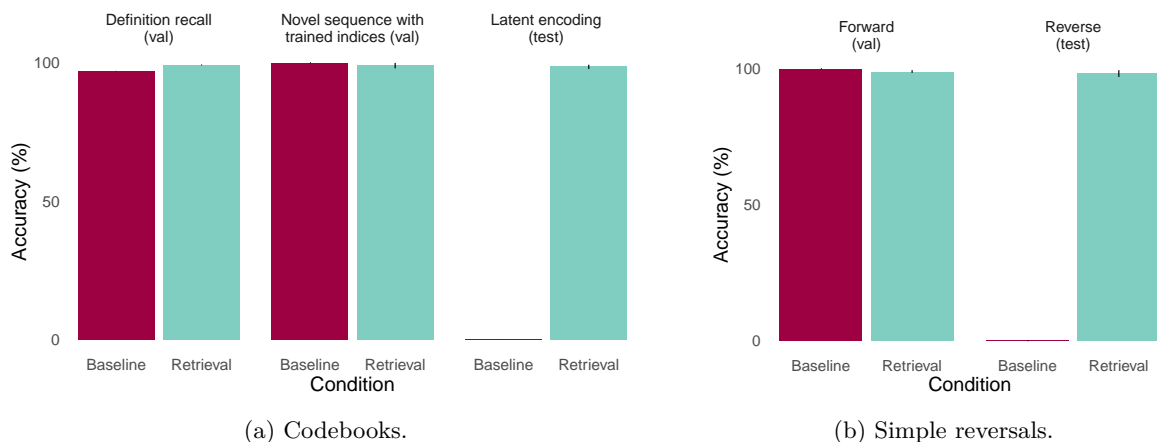 Definition recall
(val)
Novel sequence with
trained indices (val)
Latent encoding
(test)
100
50
0
Accuracy (%)
Baseline Retrieval Baseline Retrieval Baseline Retrieval
Condition
(a) Codebooks.
Forward
(val)
Reverse
(test)
100
50
0
Accuracy (%)
Baseline Retrieval Baseline Retrieval
Condition
(b) Simple reversals.